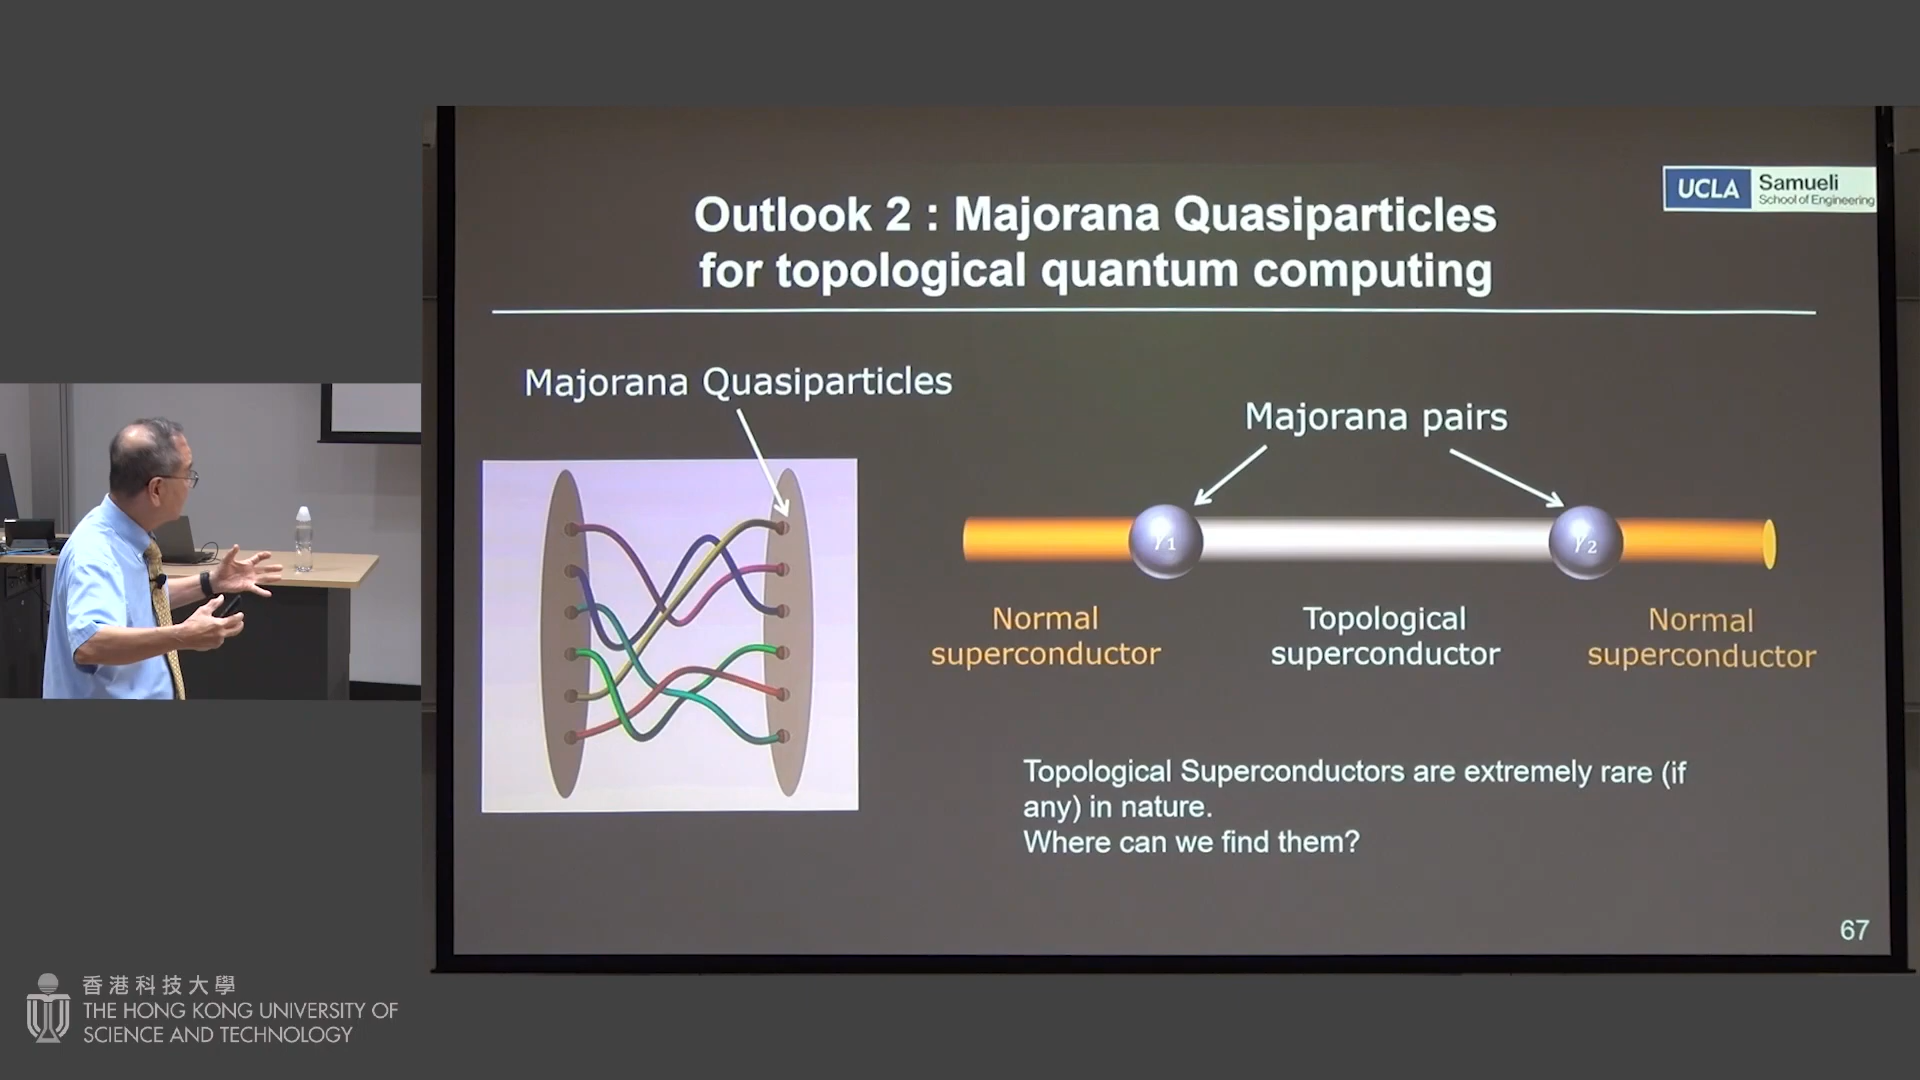 Outlook 2 : Majorana Quasiparticles
for topological quantum computing
UCLA
Samueli
School of Engineering
Majorana Quasiparticles
Majorana pairs
γ1
γ2
Normal
superconductor
Topological
superconductor
Normal
superconductor
Topological Superconductors are extremely rare (if
any) in nature.
Where can we find them?
67
香港科技大學
THE HONG KONG UNIVERSITY OF
SCIENCE AND TECHNOLOGY